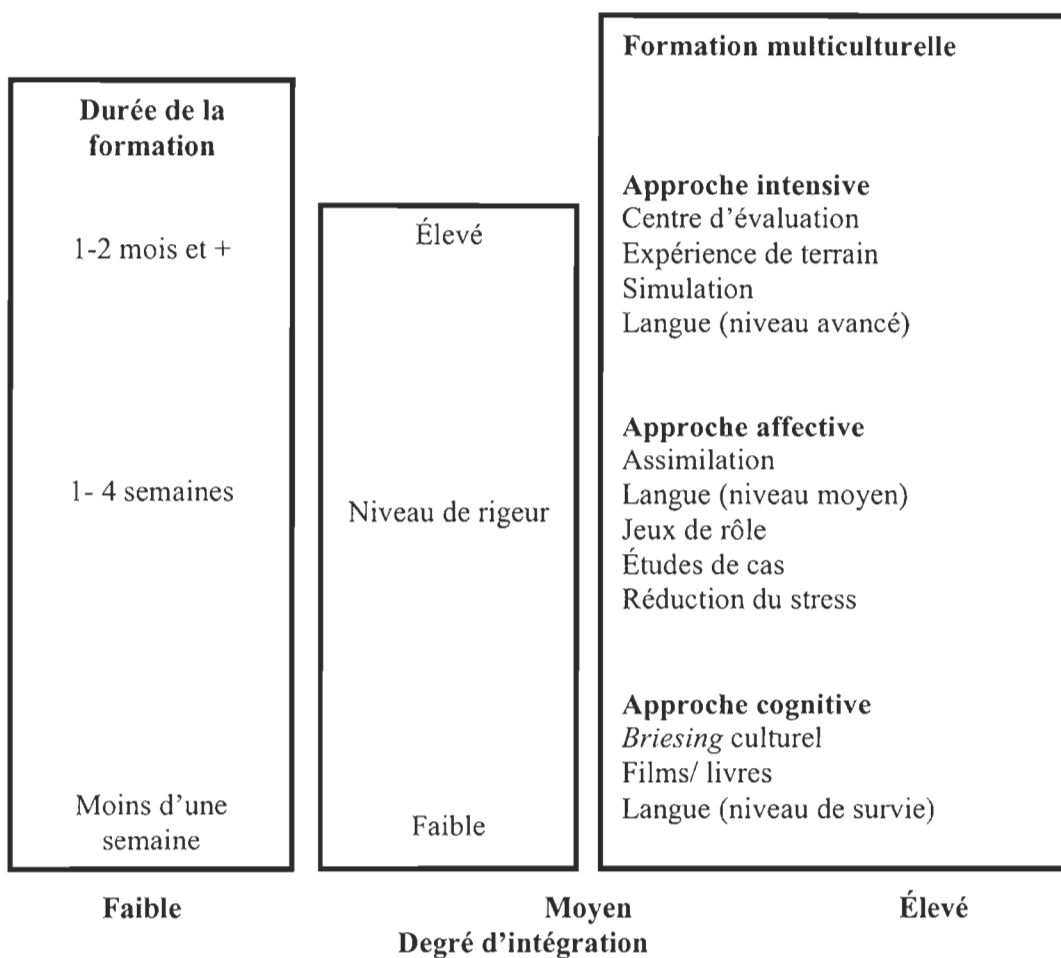 Durée de la
formation
1-2 mois et +
1- 4 semaines
Moins d'une
semaine
Élevé
Niveau de rigeur
Faible
Formation multiculturelle
Approche intensive
Centre d'évaluation
Expérience de terrain
Simulation
Langue (niveau avancé)
Approche affective
Assimilation
Langue (niveau moyen)
Jeux de rôle
Études de cas
Réduction du stress
Approche cognitive
Briesing culturel
Films/ livres
Langue (niveau de survie)
Faible Moyen Élevé
Degré d'intégration